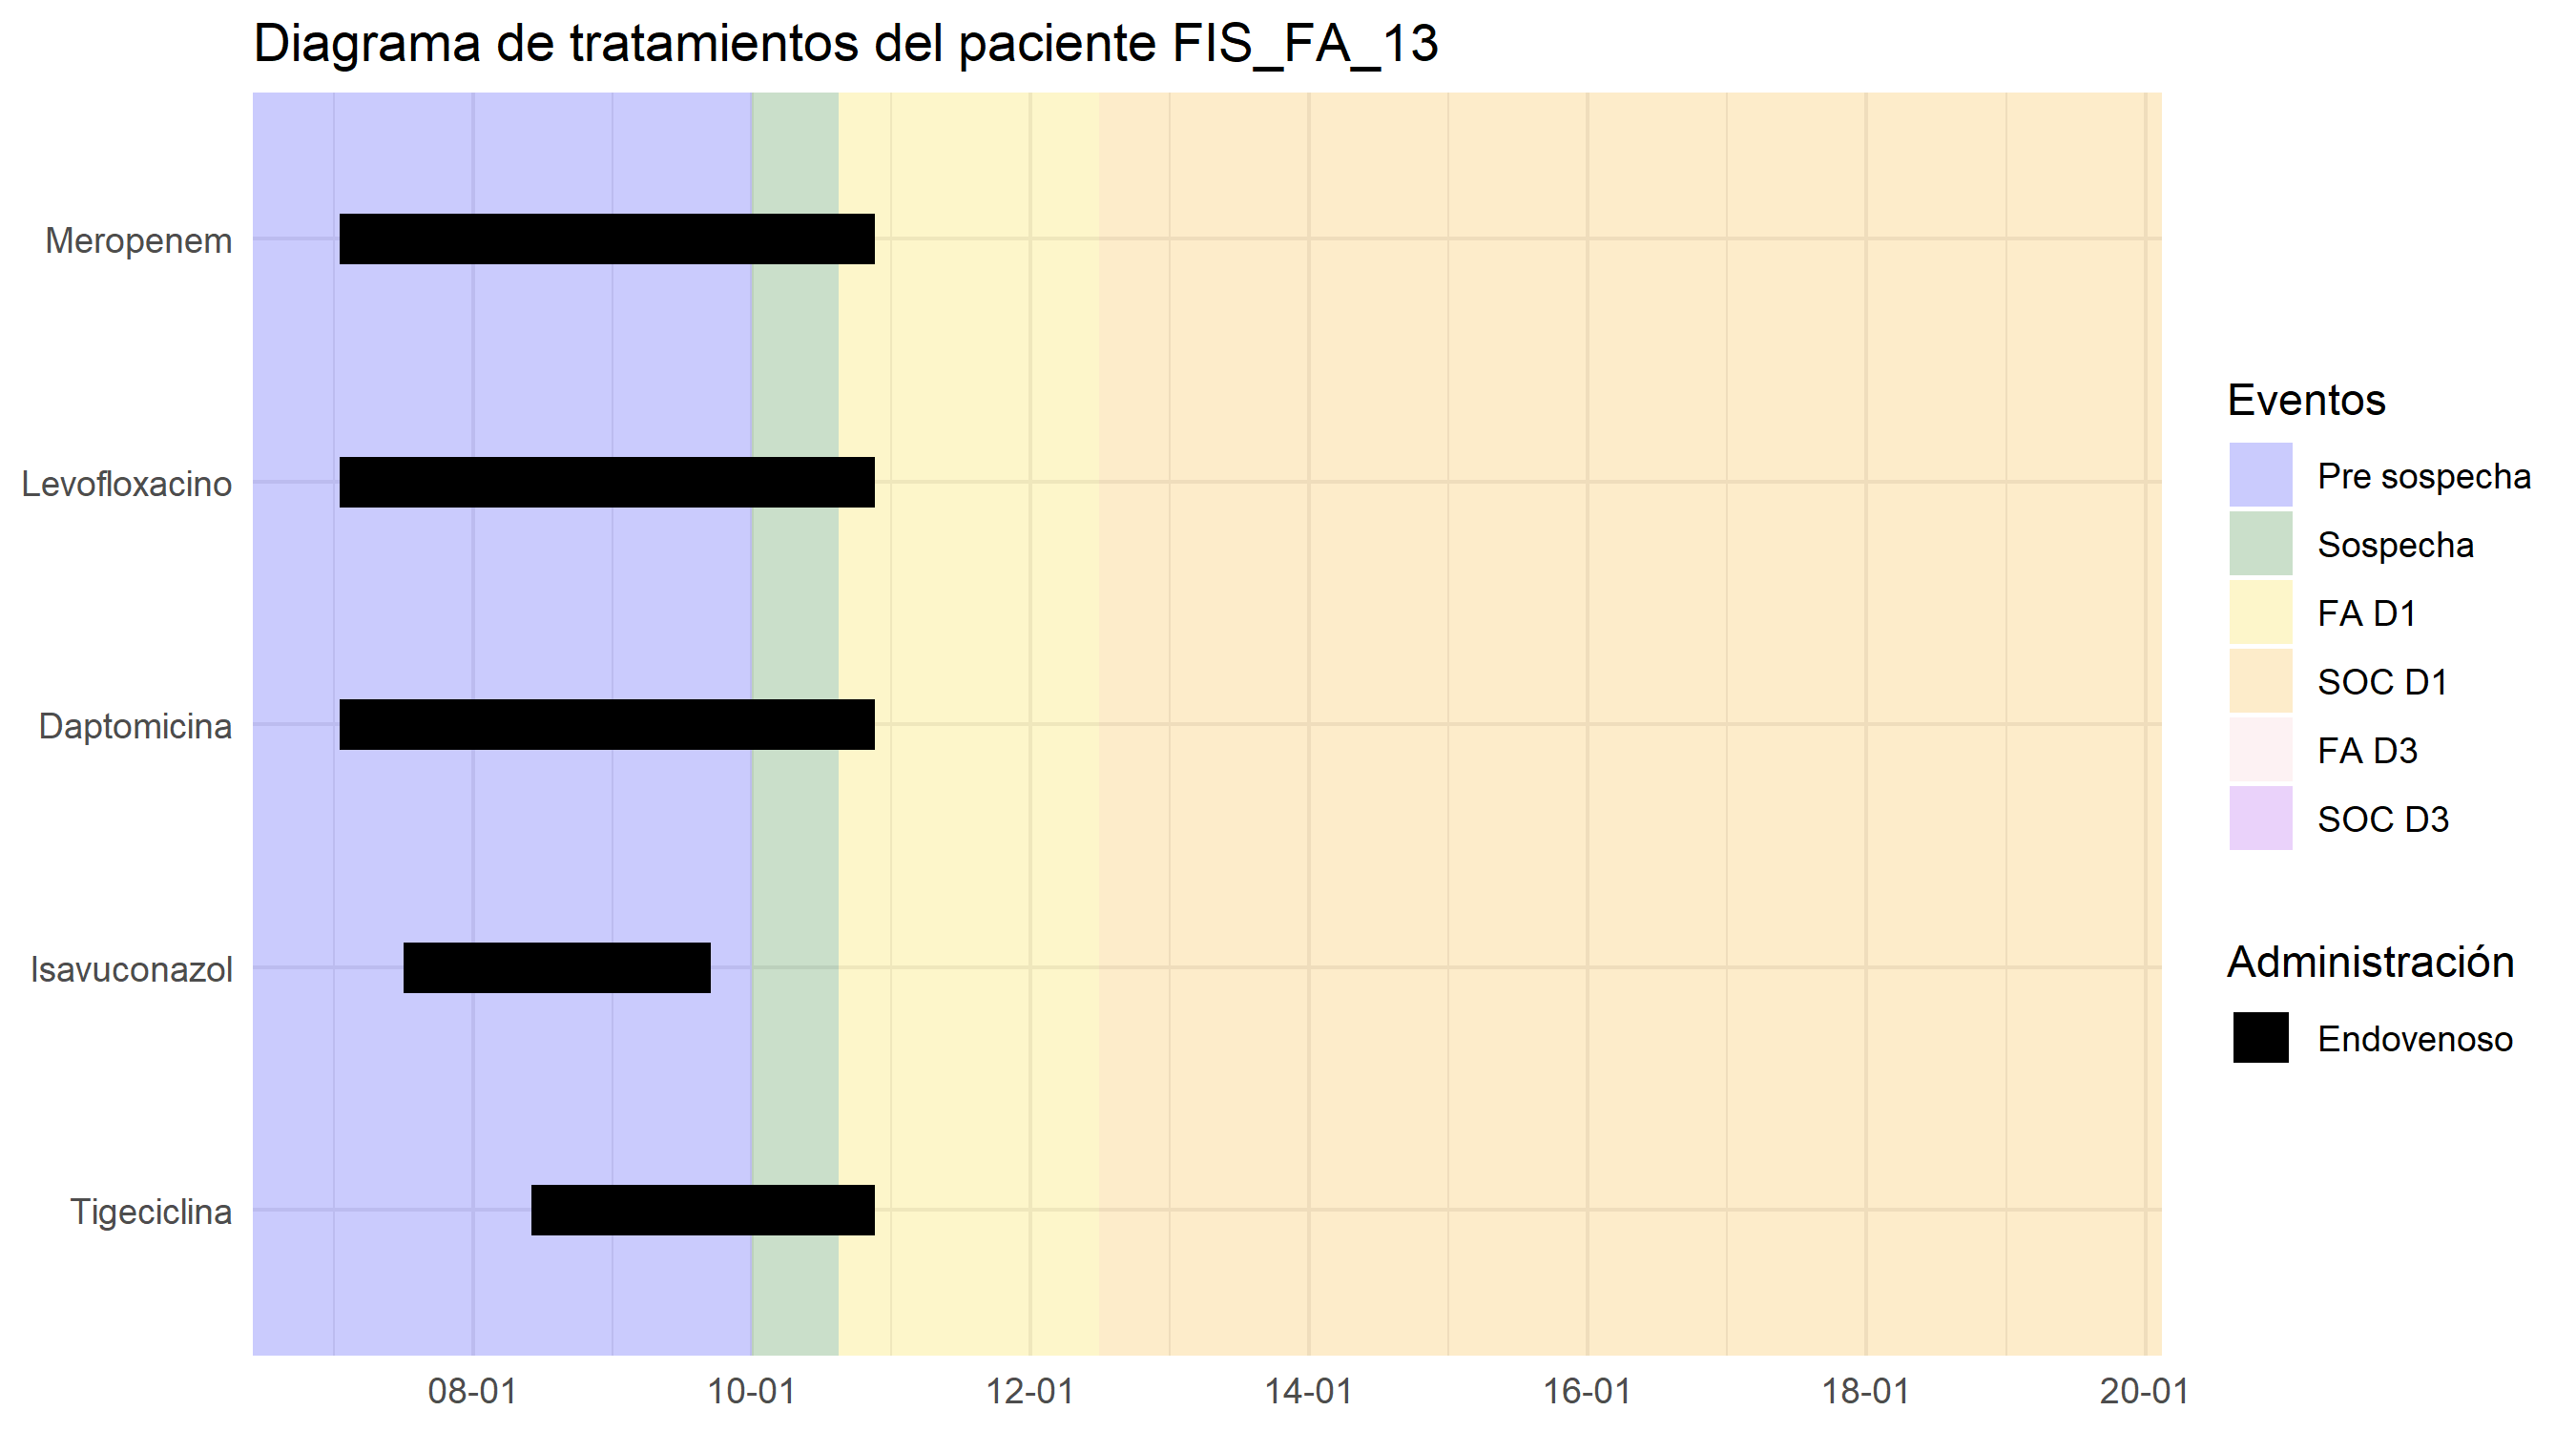 Diagrama de tratamientos del paciente FIS_FA_13
Meropenem
Levofloxacino
Daptomicina
Isavuconazol
Tigeciclina
08-01
10-01
12-01
14-01
16-01
18-01
20-01
Eventos
Pre sospecha
Sospecha
FA D1
SOC D1
FA D3
SOC D3
Administración
Endovenoso